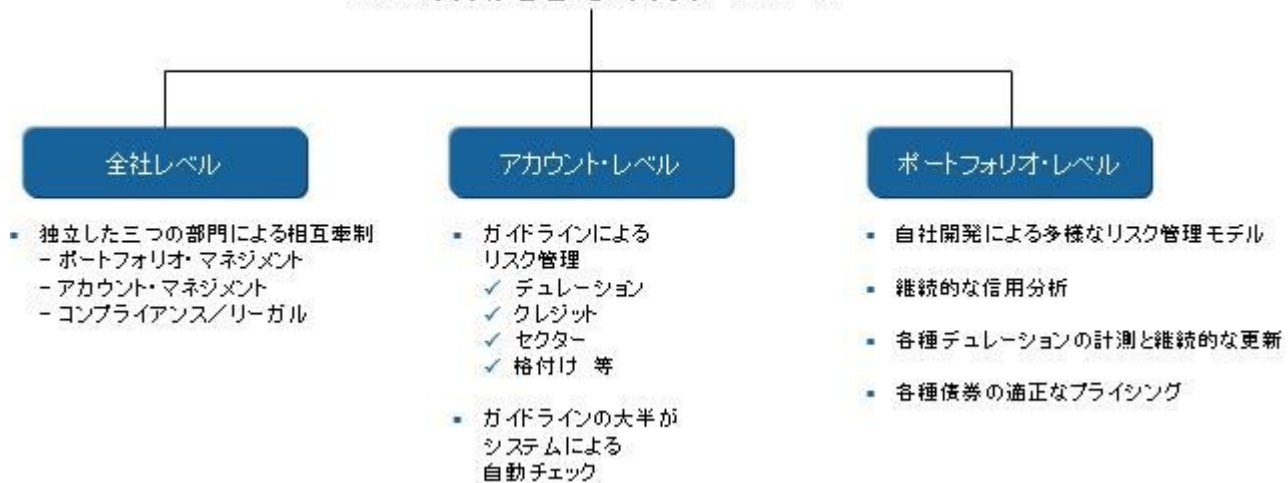 全社レベル
独立した三つの部門による相互牽制
- ポートフォリオ・マネジメント
- アカウント・マネジメント
- コンプライアンス/リーガル
アカウント・レベル
ガイドラインによる
リスク管理
✓ デュレーション
✓ クレジット
✓ セクター
✓ 格付け 等
ガイドラインの大半が
システムによる
自動チェック
ポートフォリオ・レベル
自社開発による多様なリスク管理モデル
継続的な信用分析
各種デュレーションの計測と継続的な更新
各種債券の適正なプライシング